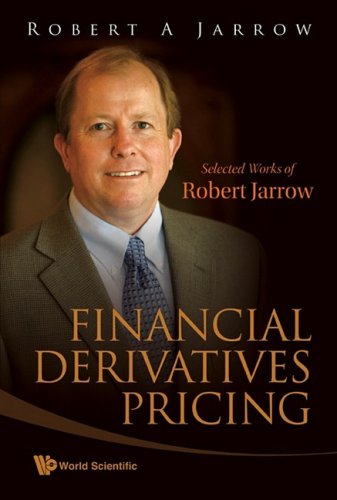 ROBERT A JARROW
Selected Works of
Robert Jarrow
FINANCIAL
DERIVATIVES
PRICING
World Scientific